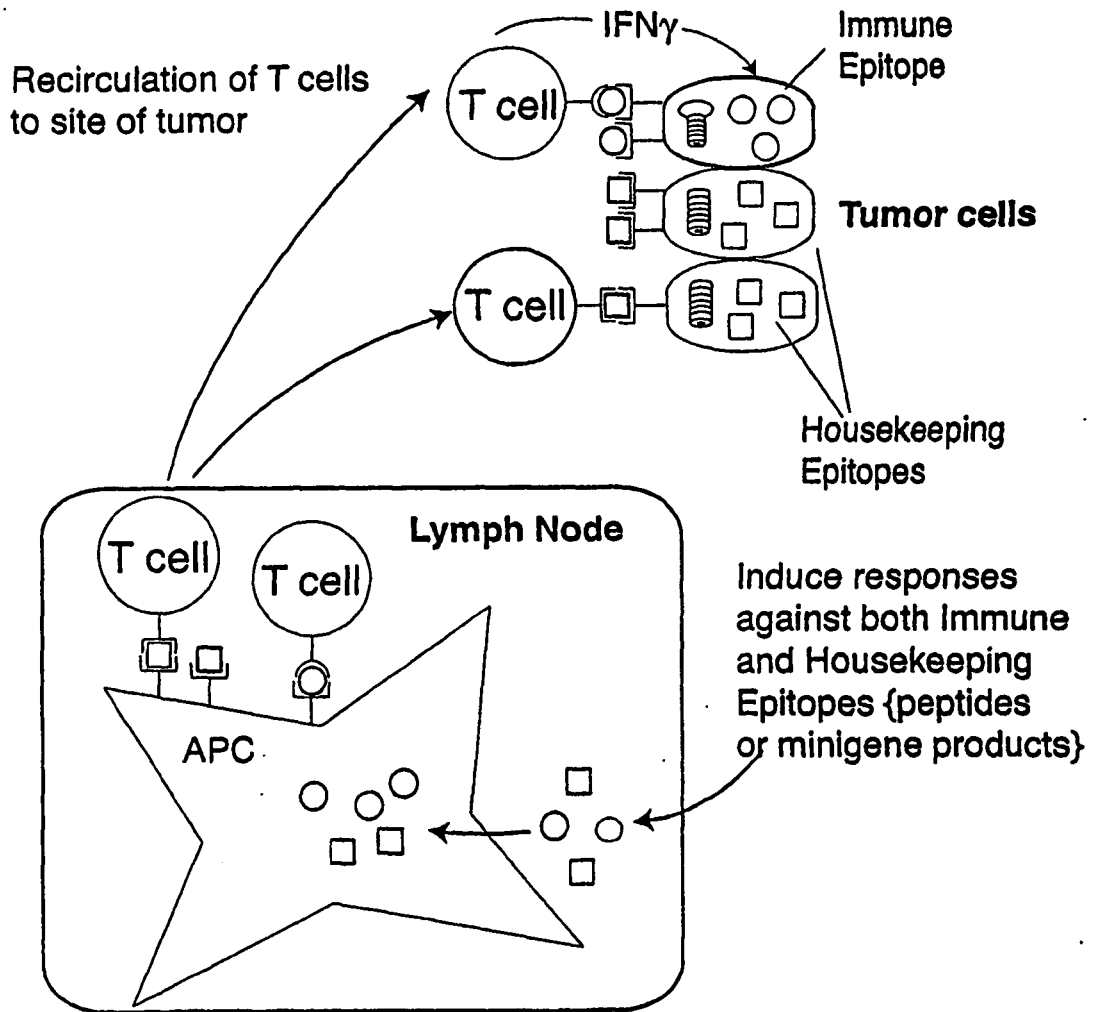 IFNγ
Immune
Epitope
Recirculation of T cells
to site of tumor
T cell
Tumor cells
T cell
Housekeeping
Epitopes
Lymph Node
T cell
T cell
Induce responses
against both Immune
and Housekeeping
Epitopes {peptides
or minigene products}
APC